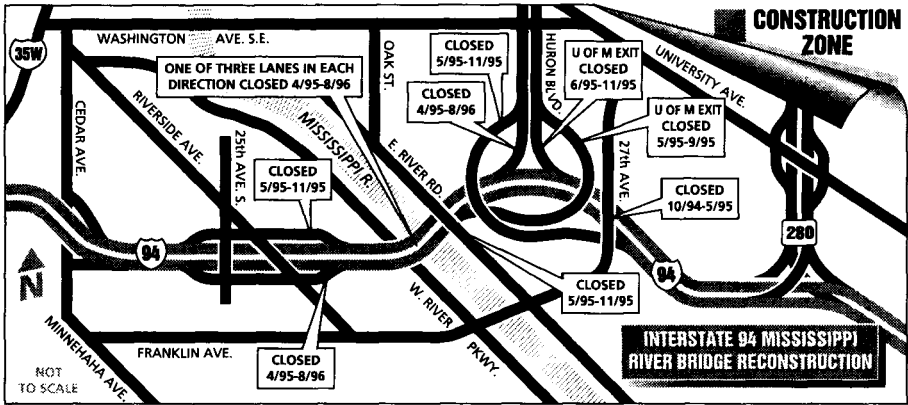 CONSTRUCTION
ZONE
35W
WASHINGTON AVE. S.E.
ONE OF THREE LANES IN EACH
DIRECTION CLOSED 4/95-8/96
OAK ST.
CLOSED
5/95-11/95
CLOSED
4/95-8/96
HURON BLVD
U OF M EXIT
CLOSED
6/95-11/95
UNIVERSITY AVE.
U OF M EXIT
CLOSED
5/95-9/95
CEDAR AVE.
RIVERSIDE AVE.
25th AVE. S.
MISSISSIPPI R.
E. RIVER RD
27th AVE.
CLOSED
5/95-11/95
CLOSED
10/94-5/95
94
280
N
94
CLOSED
5/95-11/95
W. RIVER PKWY.
MINNEHAHA AVE.
FRANKLIN AVE.
CLOSED
4/95-8/96
NOT
TO SCALE
INTERSTATE 94 MISSISSIPPI
RIVER BRIDGE RECONSTRUCTION